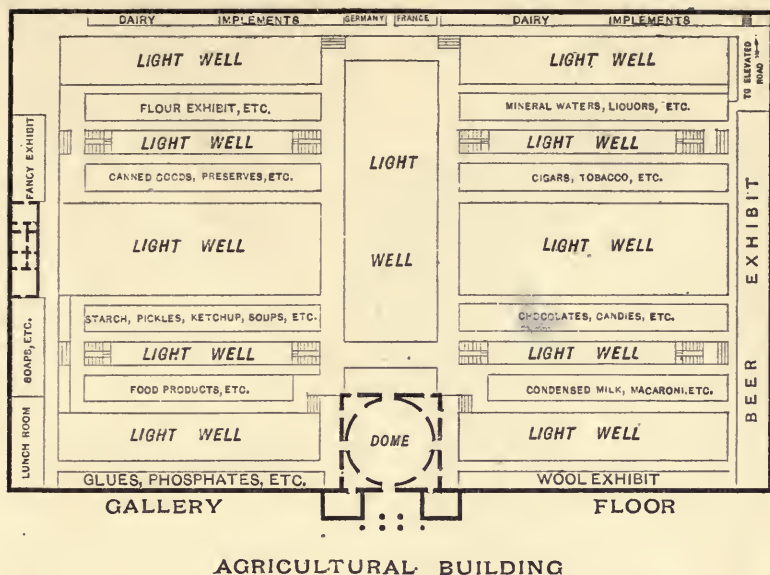 DAIRY IMPLEMENTS GERMANY FRANCE DAIRY IMPLEMENTS
LIGHT WELL LIGHT WELL
TO ELEVATED
ROAD
FLOUR EXHIBIT, ETC. MINERAL WATERS, LIQUORS, ETC.
LIGHT WELL LIGHT WELL
FANCY EXHIBIT
LIGHT
CANNED GOODS, PRESERVES, ETC. CIGARS, TOBACCO, ETC.
LIGHT WELL LIGHT WELL
WELL
BEER EXHIBIT
STARCH, PICKLES, KETCHUP, SOUPS, ETC. CHOCOLATES, CANDIES, ETC.
SOAPS, ETC.
LIGHT WELL LIGHT WELL
FOOD PRODUCTS, ETC. CONDENSED MILK, MACARONI, ETC.
LUNCH ROOM
LIGHT WELL DOME LIGHT WELL
GLUES, PHOSPHATES, ETC. WOOL EXHIBIT
GALLERY FLOOR
AGRICULTURAL BUILDING